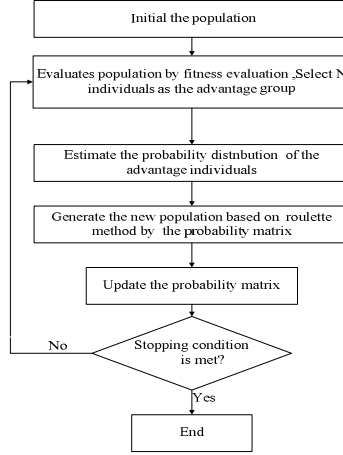 Initial the population
Evaluates population by fitness evaluation ,Select N
individuals as the advantage group
Estimate the probability distribution of the
advantage individuals
Generate the new population based on roulette
method by the probability matrix
Update the probability matrix
Stopping condition
is met?
No
Yes
End